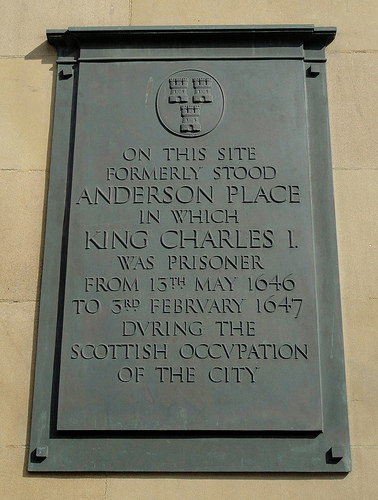 ON THIS SITE
FORMERLY STOOD
ANDERSON PLACE
IN WHICH
KING CHARLES I.
WAS PRISONER
FROM 13TH MAY 1646
TO 3RD FEBRVARY 1647
DVRING THE
SCOTTISH OCCVPATION
OF THE CITY